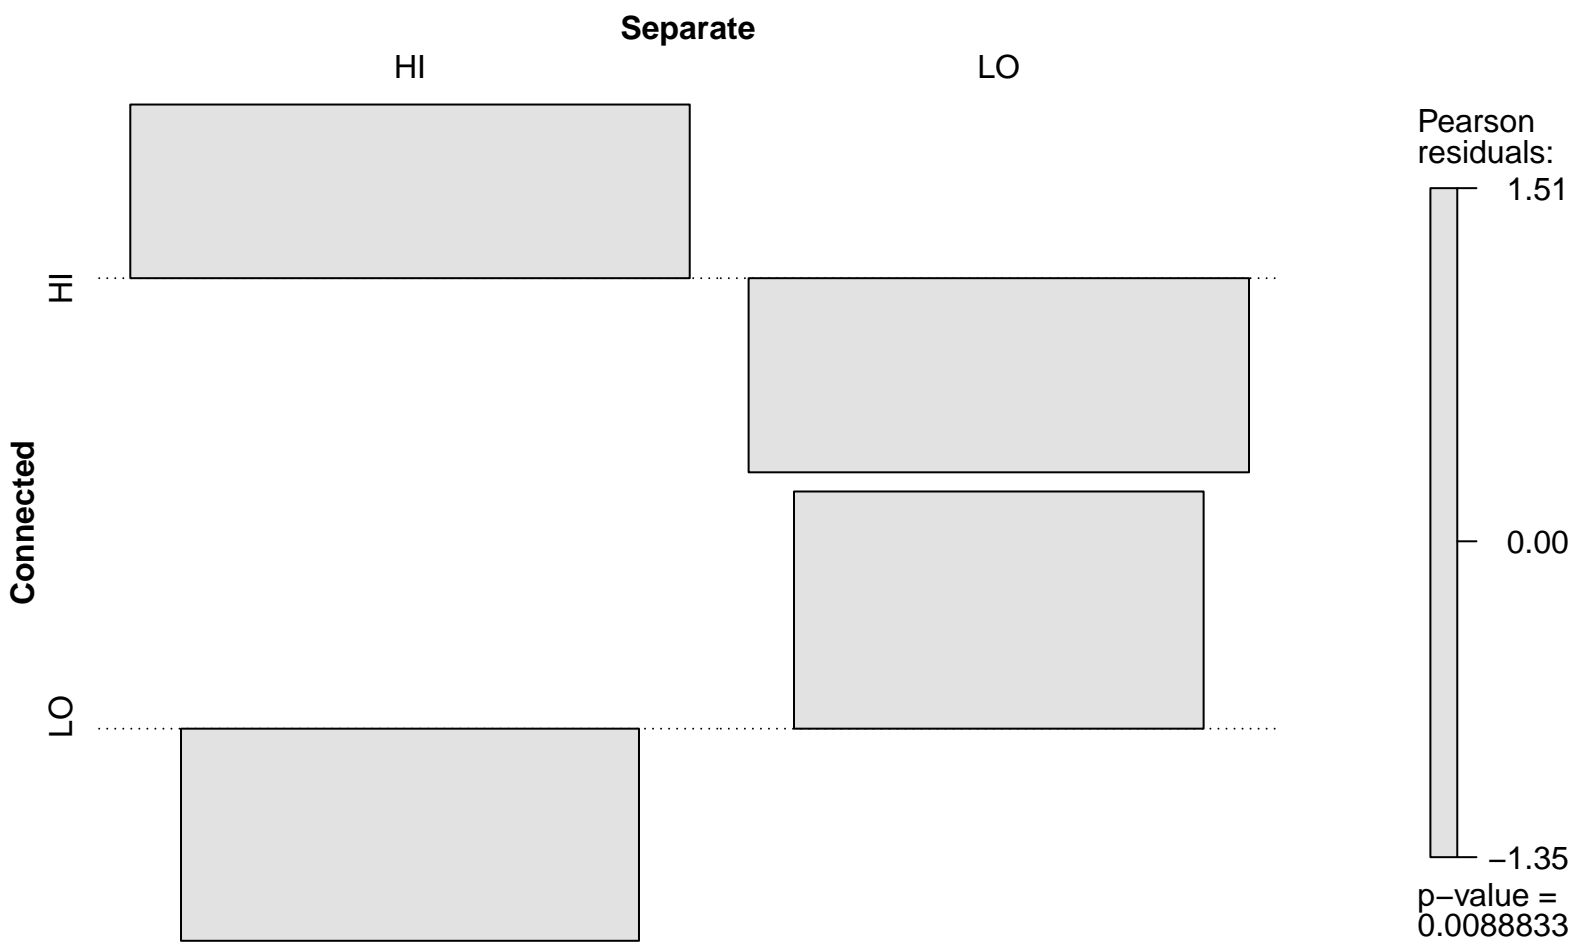 Separate
HI
LO
HI
LO
Connected
Pearson
residuals:
1.51
0.00
−1.35
p−value =
0.0088833